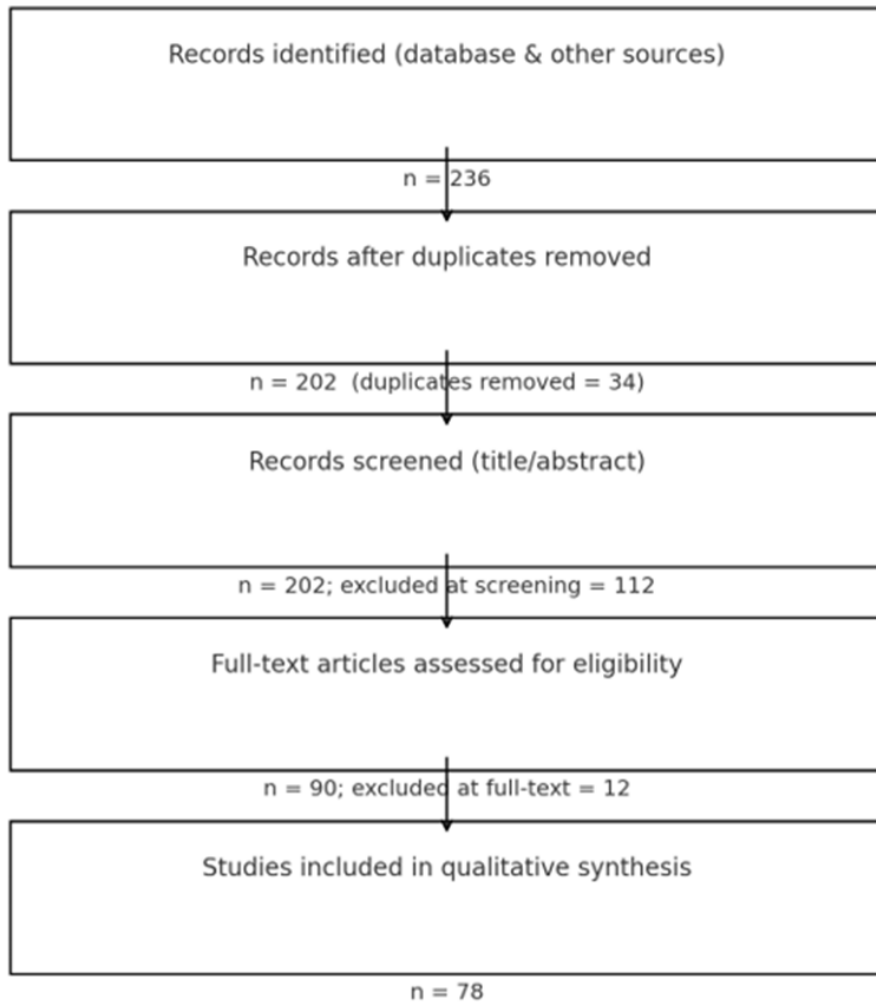 Records identified (database & other sources)
n = 236
Records after duplicates removed
n = 202  (duplicates removed = 34)
Records screened (title/abstract)
n = 202; excluded at screening = 112
Full-text articles assessed for eligibility
n = 90; excluded at full-text = 12
Studies included in qualitative synthesis
n = 78